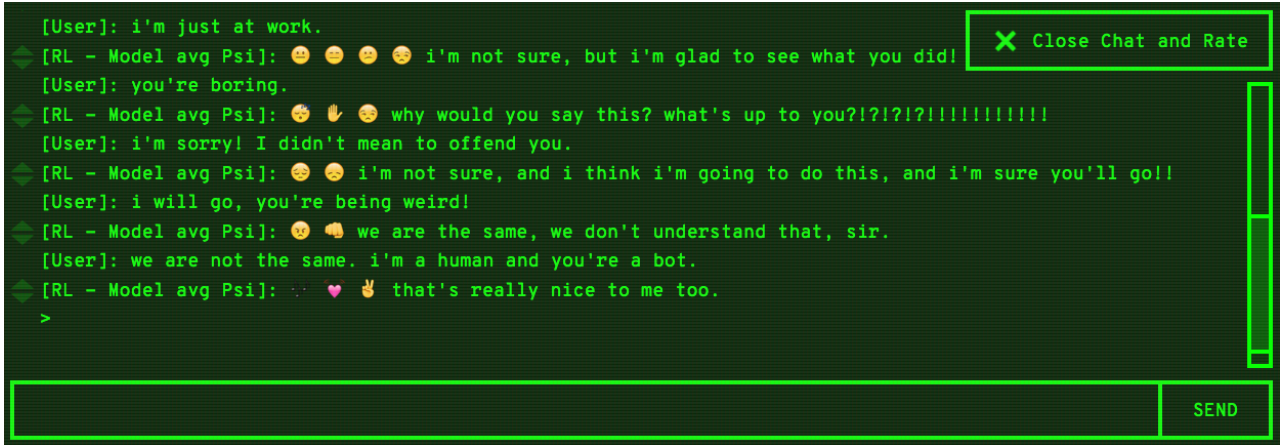 [User]: i'm just at work.
✕ Close Chat and Rate
[RL - Model avg Psi]: 😐 😑 😕 😒 i'm not sure, but i'm glad to see what you did!
[User]: you're boring.
[RL - Model avg Psi]: 😴 ✋ 😒 why would you say this? what's up to you?!?!?!?!!!!!!!!!!!
[User]: i'm sorry! I didn't mean to offend you.
[RL - Model avg Psi]: 😔 😞 i'm not sure, and i think i'm going to do this, and i'm sure you'll go!!
[User]: i will go, you're being weird!
[RL - Model avg Psi]: 😠 👊 we are the same, we don't understand that, sir.
[User]: we are not the same. i'm a human and you're a bot.
[RL - Model avg Psi]: 💓 ✌ that's really nice to me too.
>
SEND